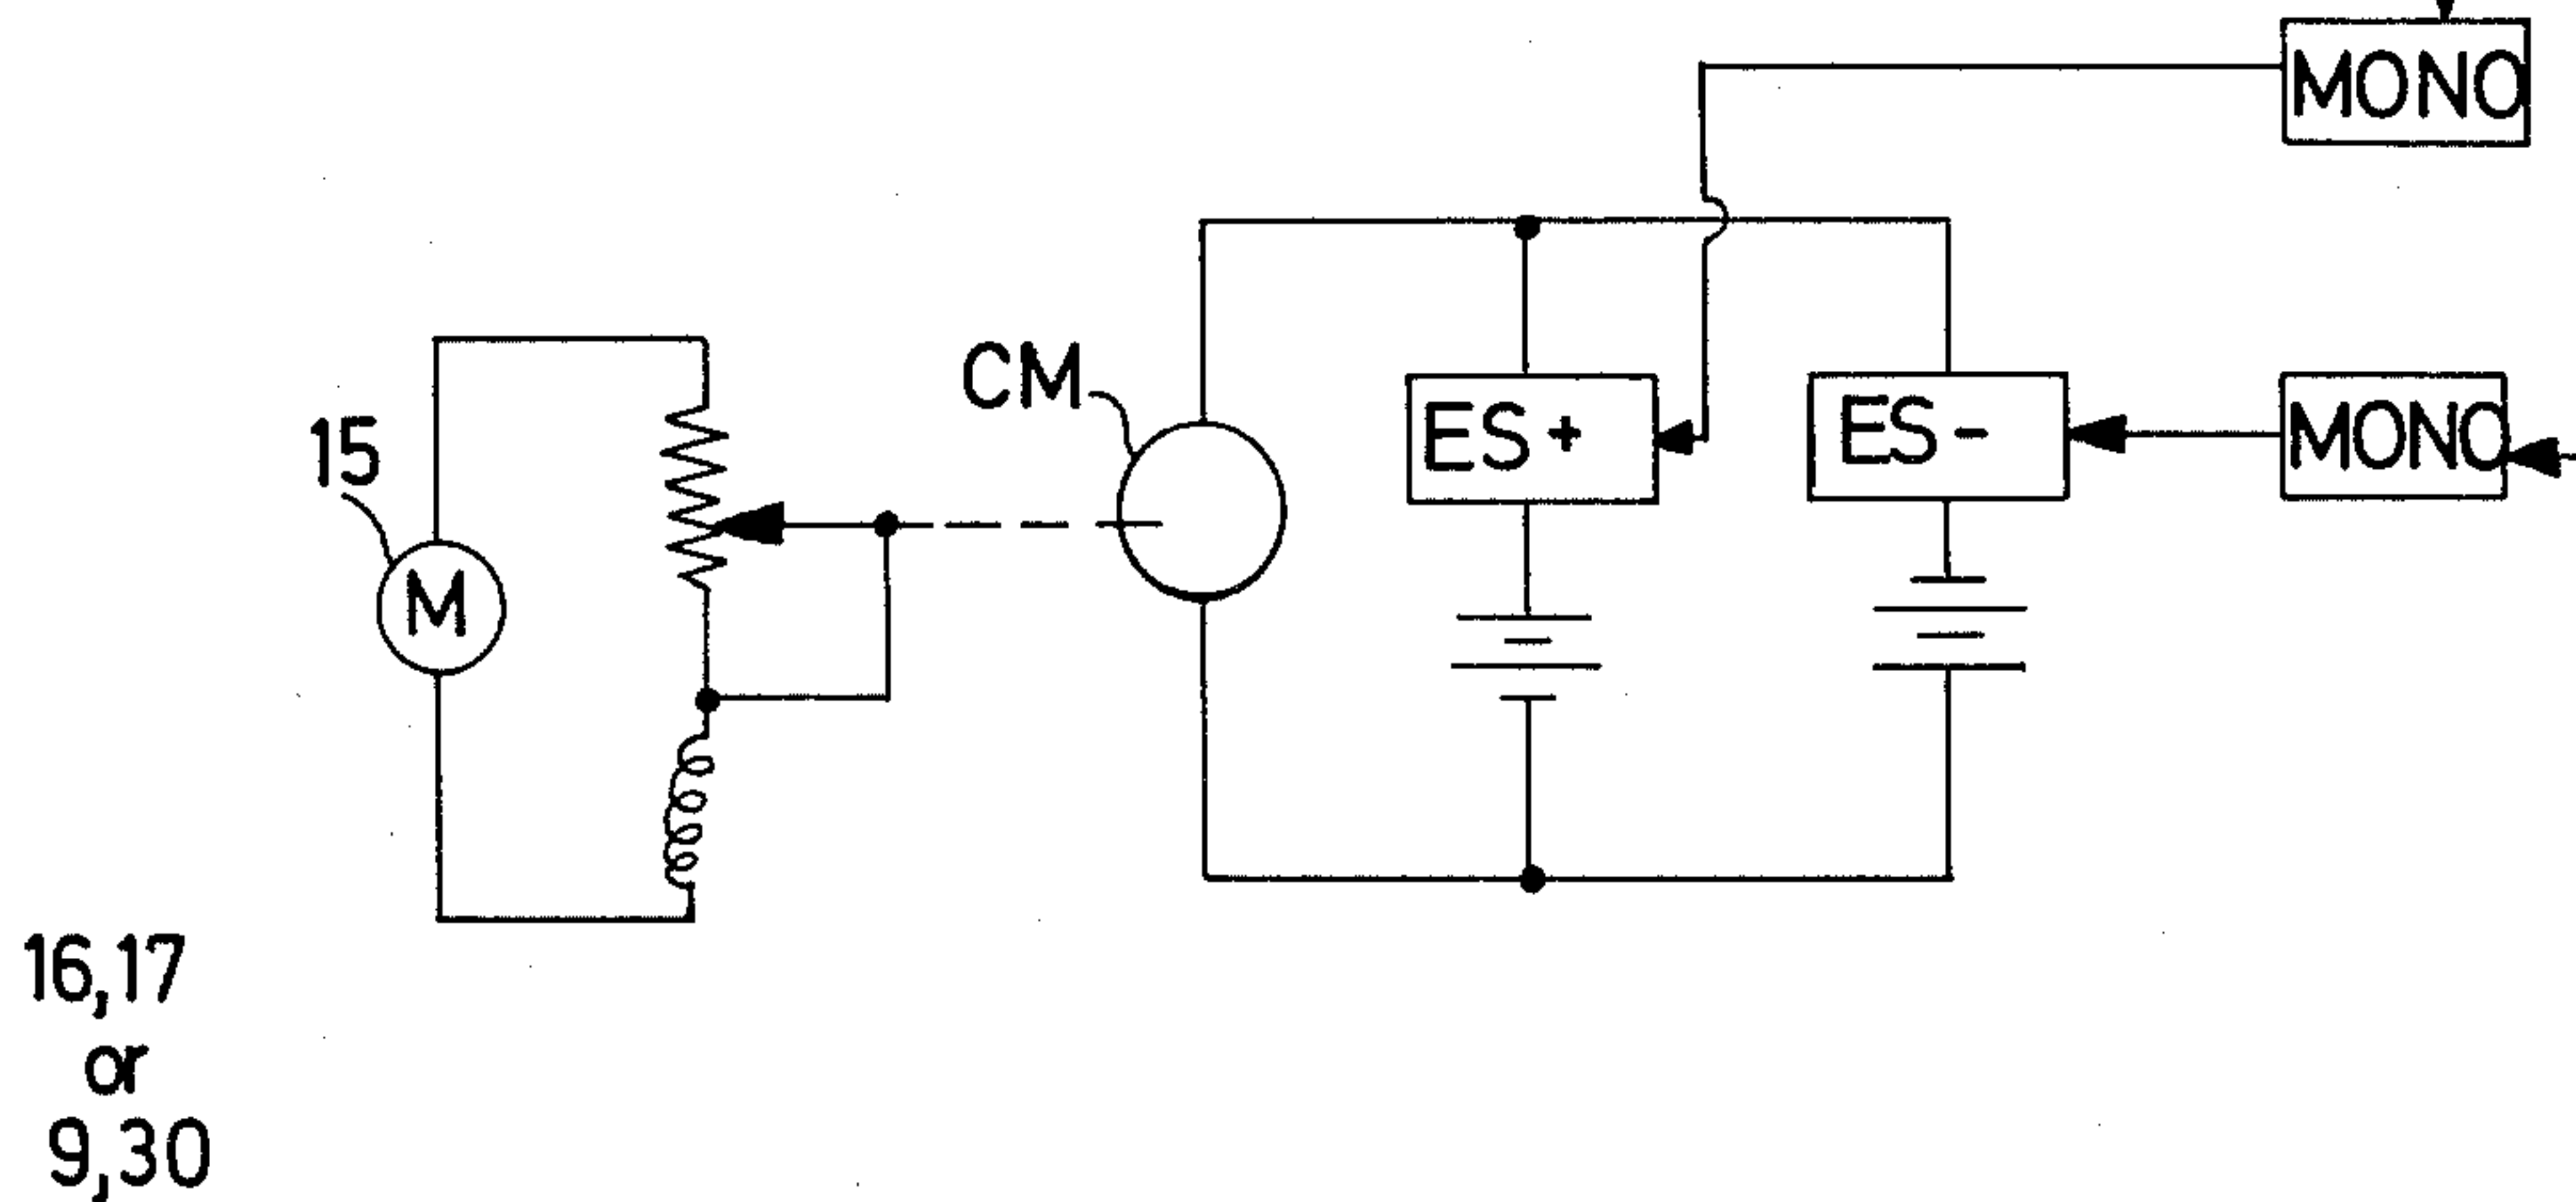 MONO
CM
15
ES +
ES -
MONO
M
16,17
or
9,30